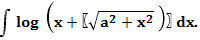 ∫ log (x + 〖√a² + x² )〗 dx.